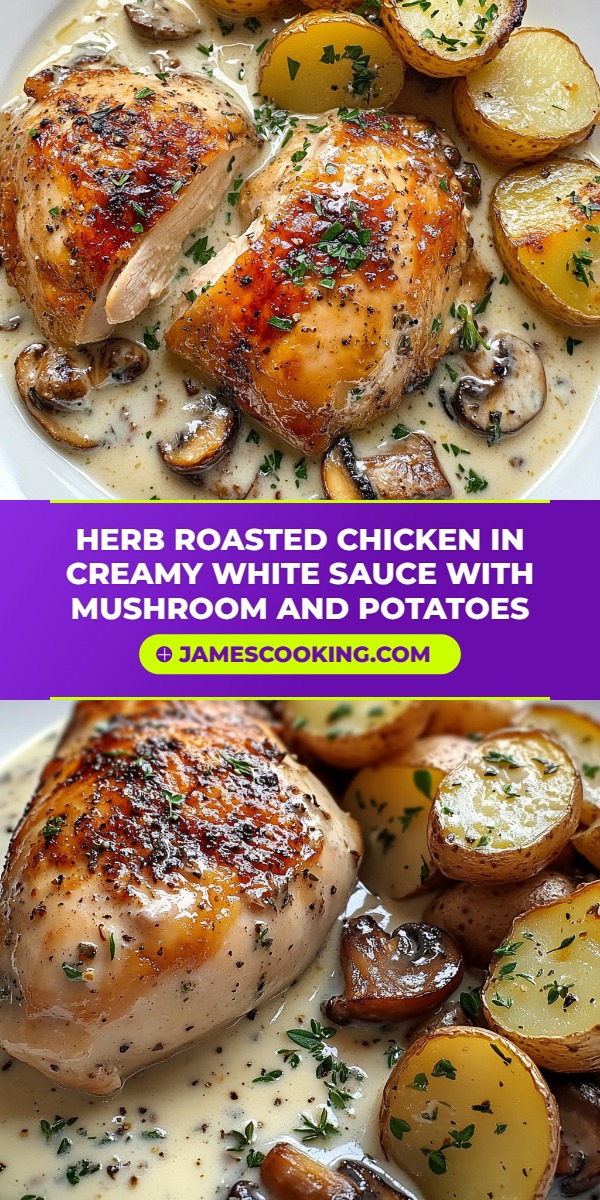 HERB ROASTED CHICKEN IN
CREAMY WHITE SAUCE WITH
MUSHROOM AND POTATOES
JAMESCOOKING.COM